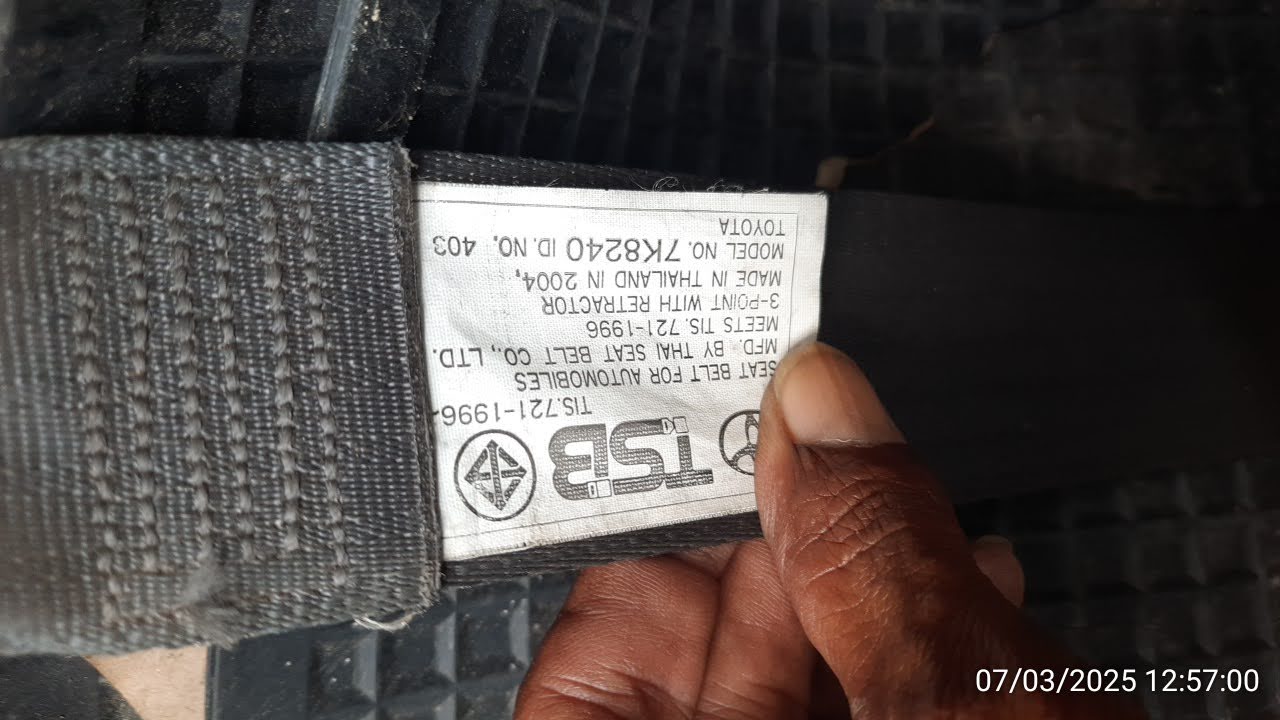 TSB
TIS.721-1996
SEAT BELT FOR AUTOMOBILES
MFD. BY THAI SEAT BELT CO., LTD.
MEETS TIS.721-1996
3-POINT WITH RETRACTOR
MADE IN THAILAND IN 2004,
MODEL NO. 7K8240 ID. NO. 403
TOYOTA
07/03/2025 12:57:00